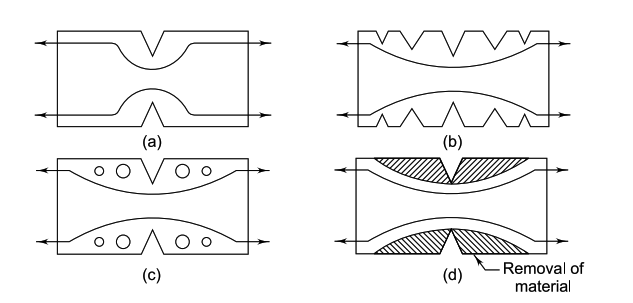 (a)
(b)
(c)
(d)
Removal of
material